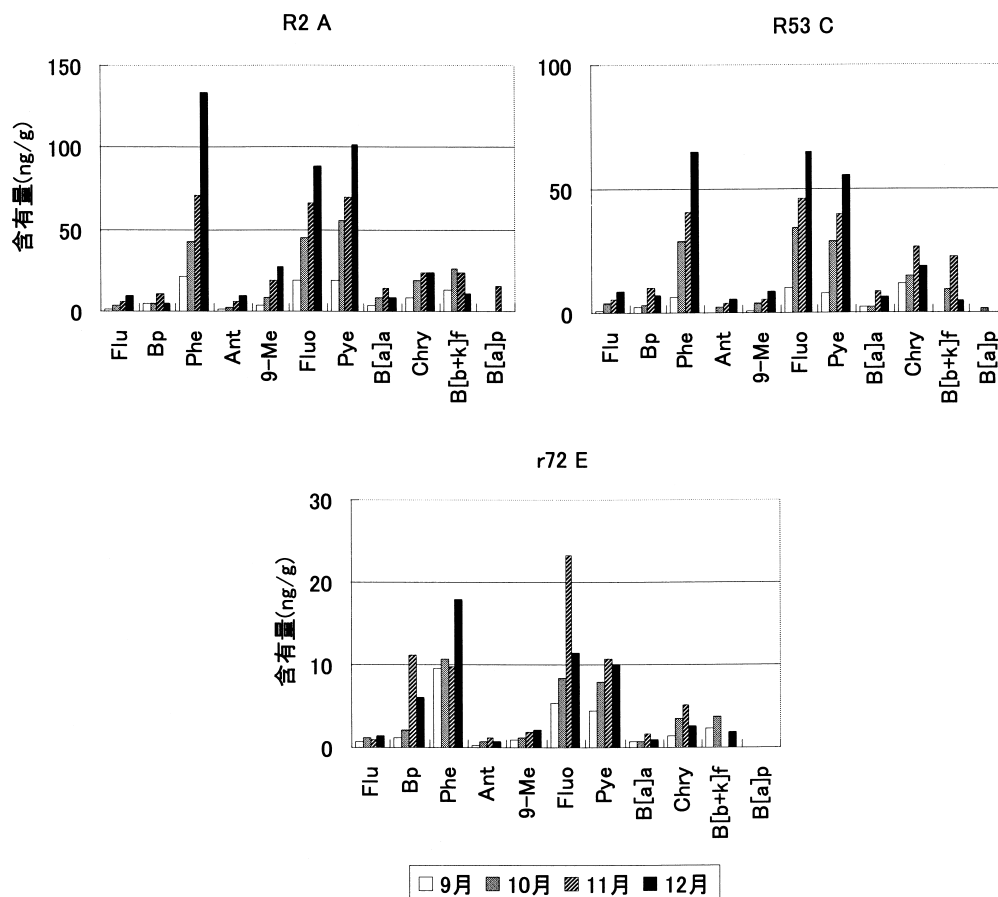 R2 A
含有量(ng/g)
150
100
50
0
Flu
Bp
Phe
Ant
9-Me
Fluo
Pye
B[a]a
Chry
B[b+k]f
B[a]p
R53 C
100
50
0
Flu
Bp
Phe
Ant
9-Me
Fluo
Pye
B[a]a
Chry
B[b+k]f
B[a]p
r72 E
含有量(ng/g)
30
20
10
0
Flu
Bp
Phe
Ant
9-Me
Fluo
Pye
B[a]a
Chry
B[b+k]f
B[a]p
9月 10月 11月 12月